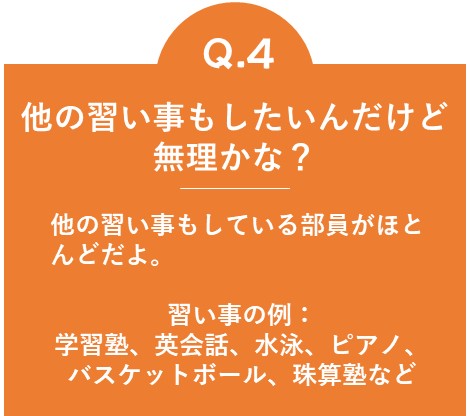 Q.4
他の習い事もしたいんだけど
無理かな？
他の習い事もしている部員がほと
んどだよ。
習い事の例：
学習塾、英会話、水泳、ピアノ、
バスケットボール、珠算塾など